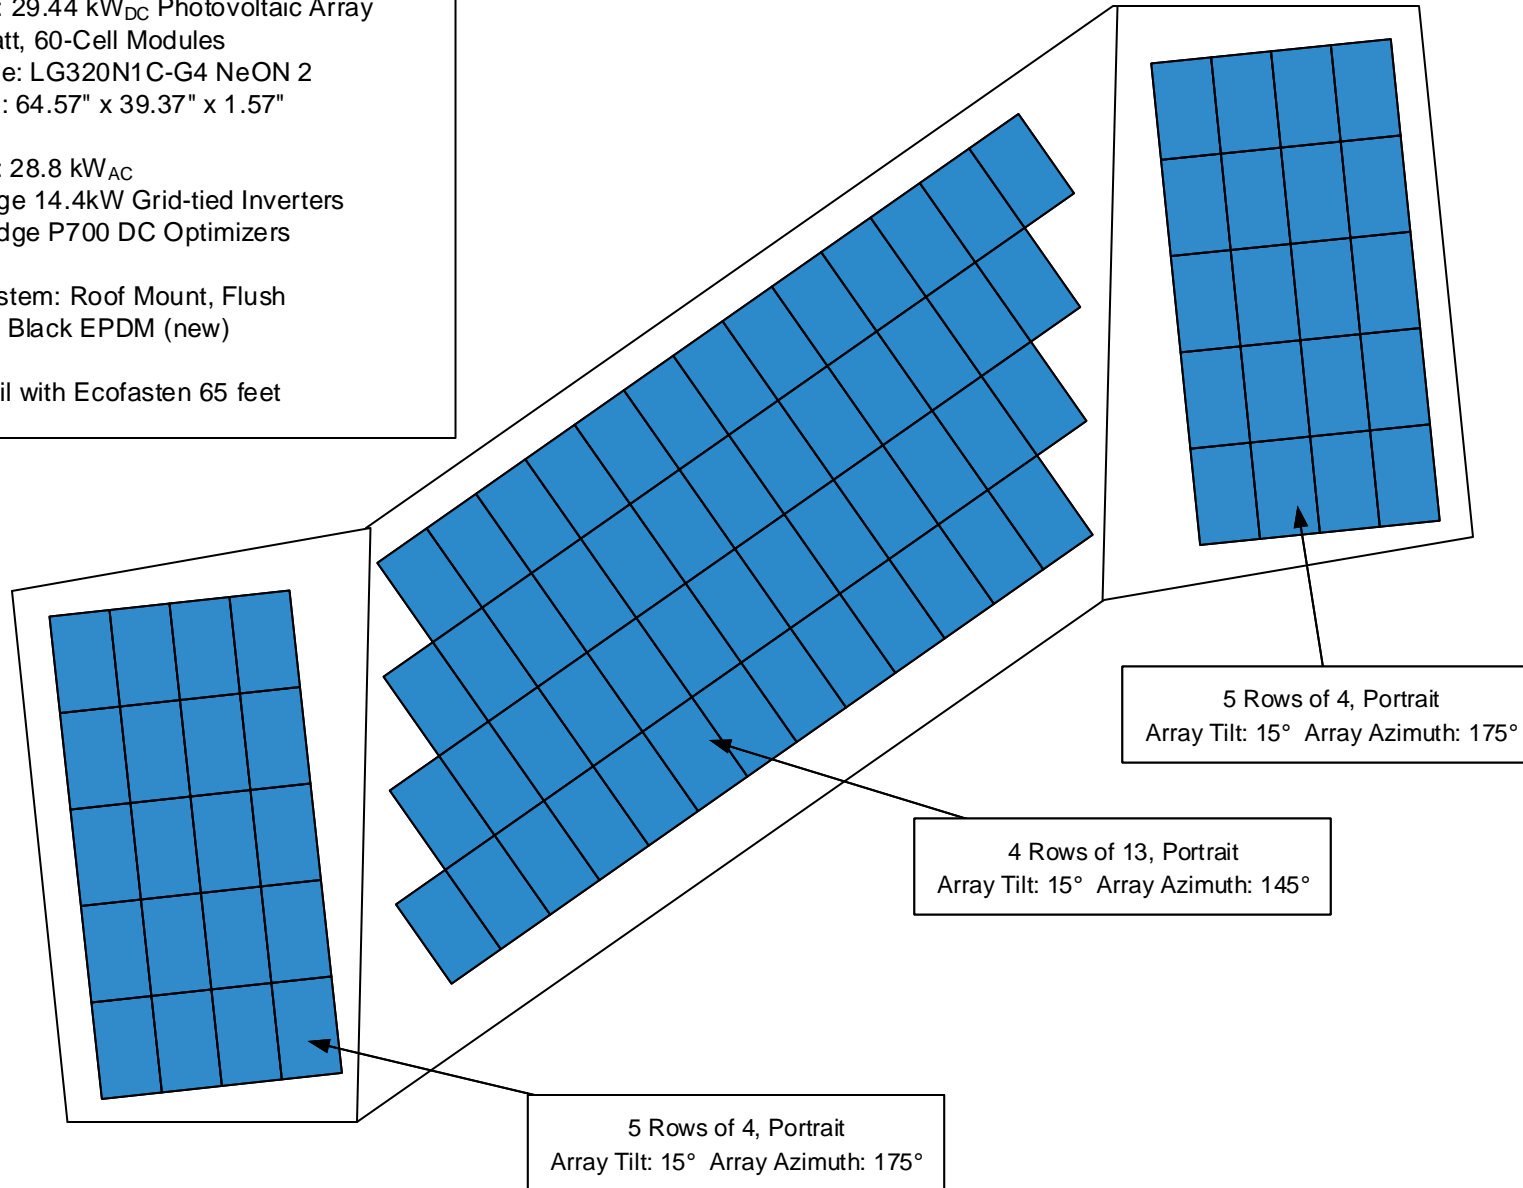 : 29.44 kWDC Photovoltaic Array
att, 60-Cell Modules
e: LG320N1C-G4 NeON 2
: 64.57" x 39.37" x 1.57"
: 28.8 kWAC
ge 14.4kW Grid-tied Inverters
dge P700 DC Optimizers
stem: Roof Mount, Flush
Black EPDM (new)
il with Ecofasten 65 feet
5 Rows of 4, Portrait
Array Tilt: 15° Array Azimuth: 175°
4 Rows of 13, Portrait
Array Tilt: 15° Array Azimuth: 145°
5 Rows of 4, Portrait
Array Tilt: 15° Array Azimuth: 175°